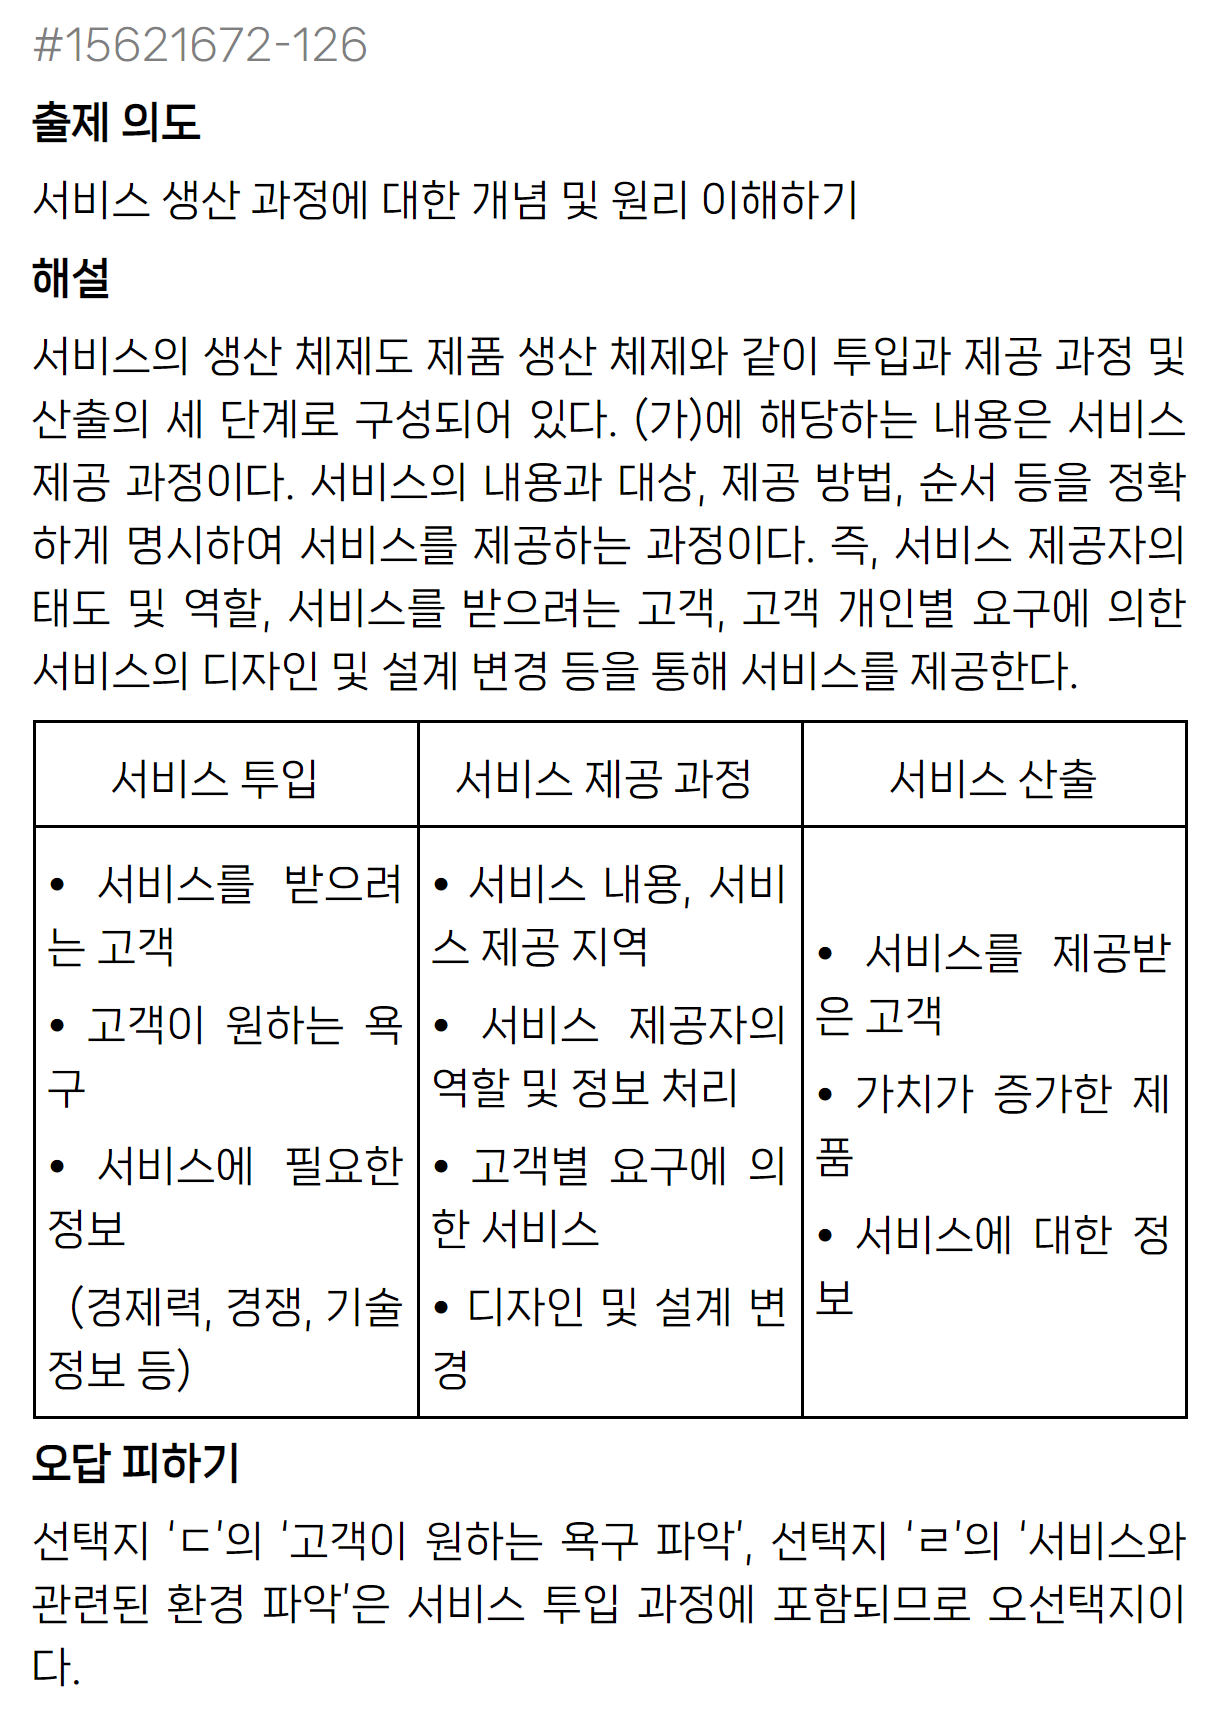 #15621672-126
출제 의도
서비스 생산 과정에 대한 개념 및 원리 이해하기
해설
서비스의 생산 체제도 제품 생산 체제와 같이 투입과 제공 과정 및
산출의 세 단계로 구성되어 있다. (가)에 해당하는 내용은 서비스
제공 과정이다. 서비스의 내용과 대상, 제공 방법, 순서 등을 정확
하게 명시하여 서비스를 제공하는 과정이다. 즉, 서비스 제공자의
태도 및 역할, 서비스를 받으려는 고객, 고객 개인별 요구에 의한
서비스의 디자인 및 설계 변경 등을 통해 서비스를 제공한다.
서비스 투입
서비스 제공 과정
서비스 산출
• 서비스를 받으려
는 고객
• 고객이 원하는 욕
구
• 서비스에 필요한
정보
(경제력, 경쟁, 기술
정보 등)
• 서비스 내용, 서비
스 제공 지역
• 서비스 제공자의
역할 및 정보 처리
• 고객별 요구에 의
한 서비스
• 디자인 및 설계 변
경
• 서비스를 제공받
은 고객
• 가치가 증가한 제
품
• 서비스에 대한 정
보
오답 피하기
선택지 'ㄷ'의 '고객이 원하는 욕구 파악', 선택지 'ㄹ'의 '서비스와
관련된 환경 파악'은 서비스 투입 과정에 포함되므로 오선택지이
다.